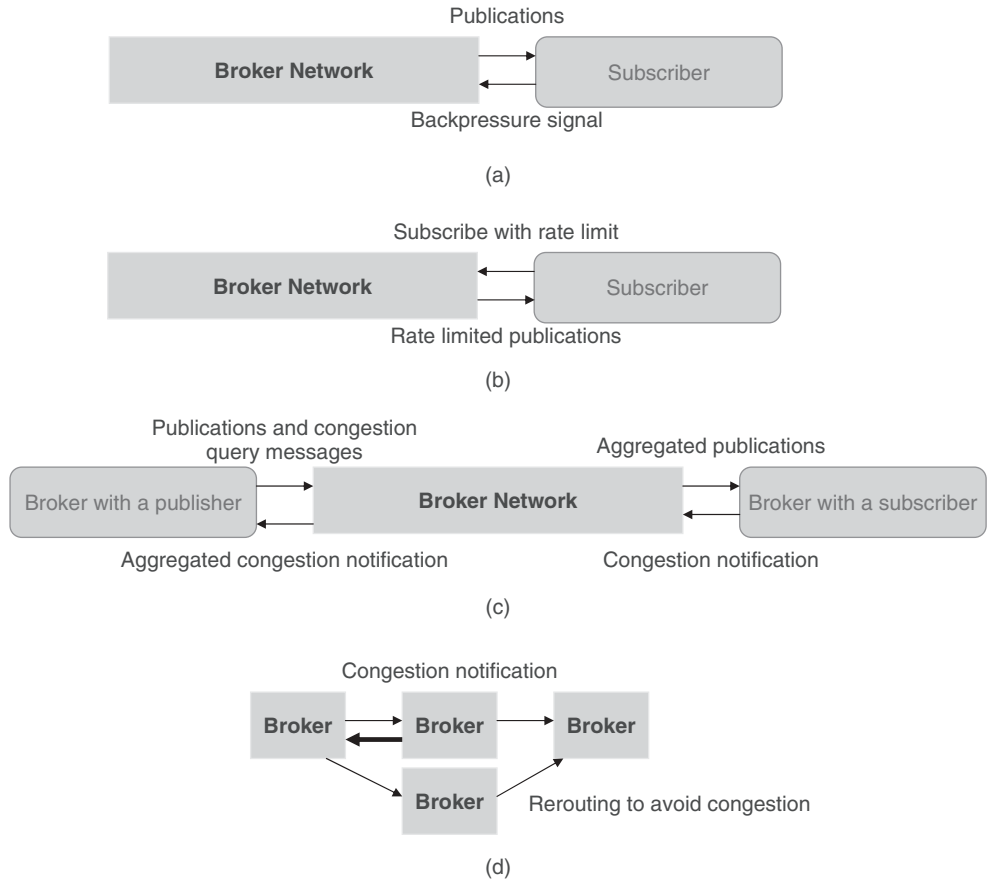 Publications
Broker Network
Subscriber
Backpressure signal
(a)
Subscribe with rate limit
Broker Network
Subscriber
Rate limited publications
(b)
Publications and congestion
query messages
Aggregated publications
Broker with a publisher
Broker Network
Broker with a subscriber
Aggregated congestion notification
Congestion notification
(c)
Congestion notification
Broker
Broker
Broker
Broker
Rerouting to avoid congestion
(d)